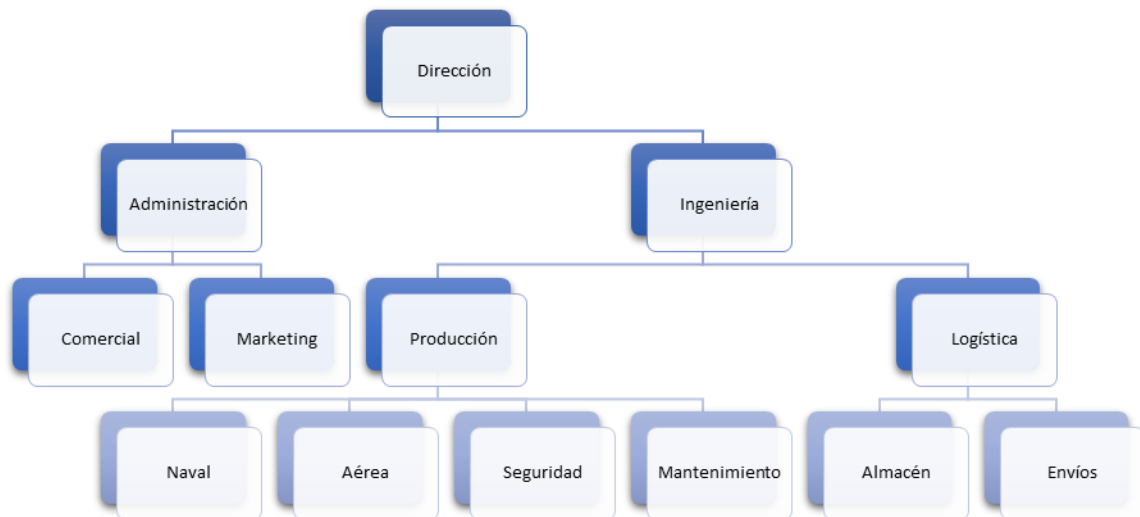 Dirección
Administración
Ingeniería
Comercial
Marketing
Producción
Logística
Naval
Aérea
Seguridad
Mantenimiento
Almacén
Envíos